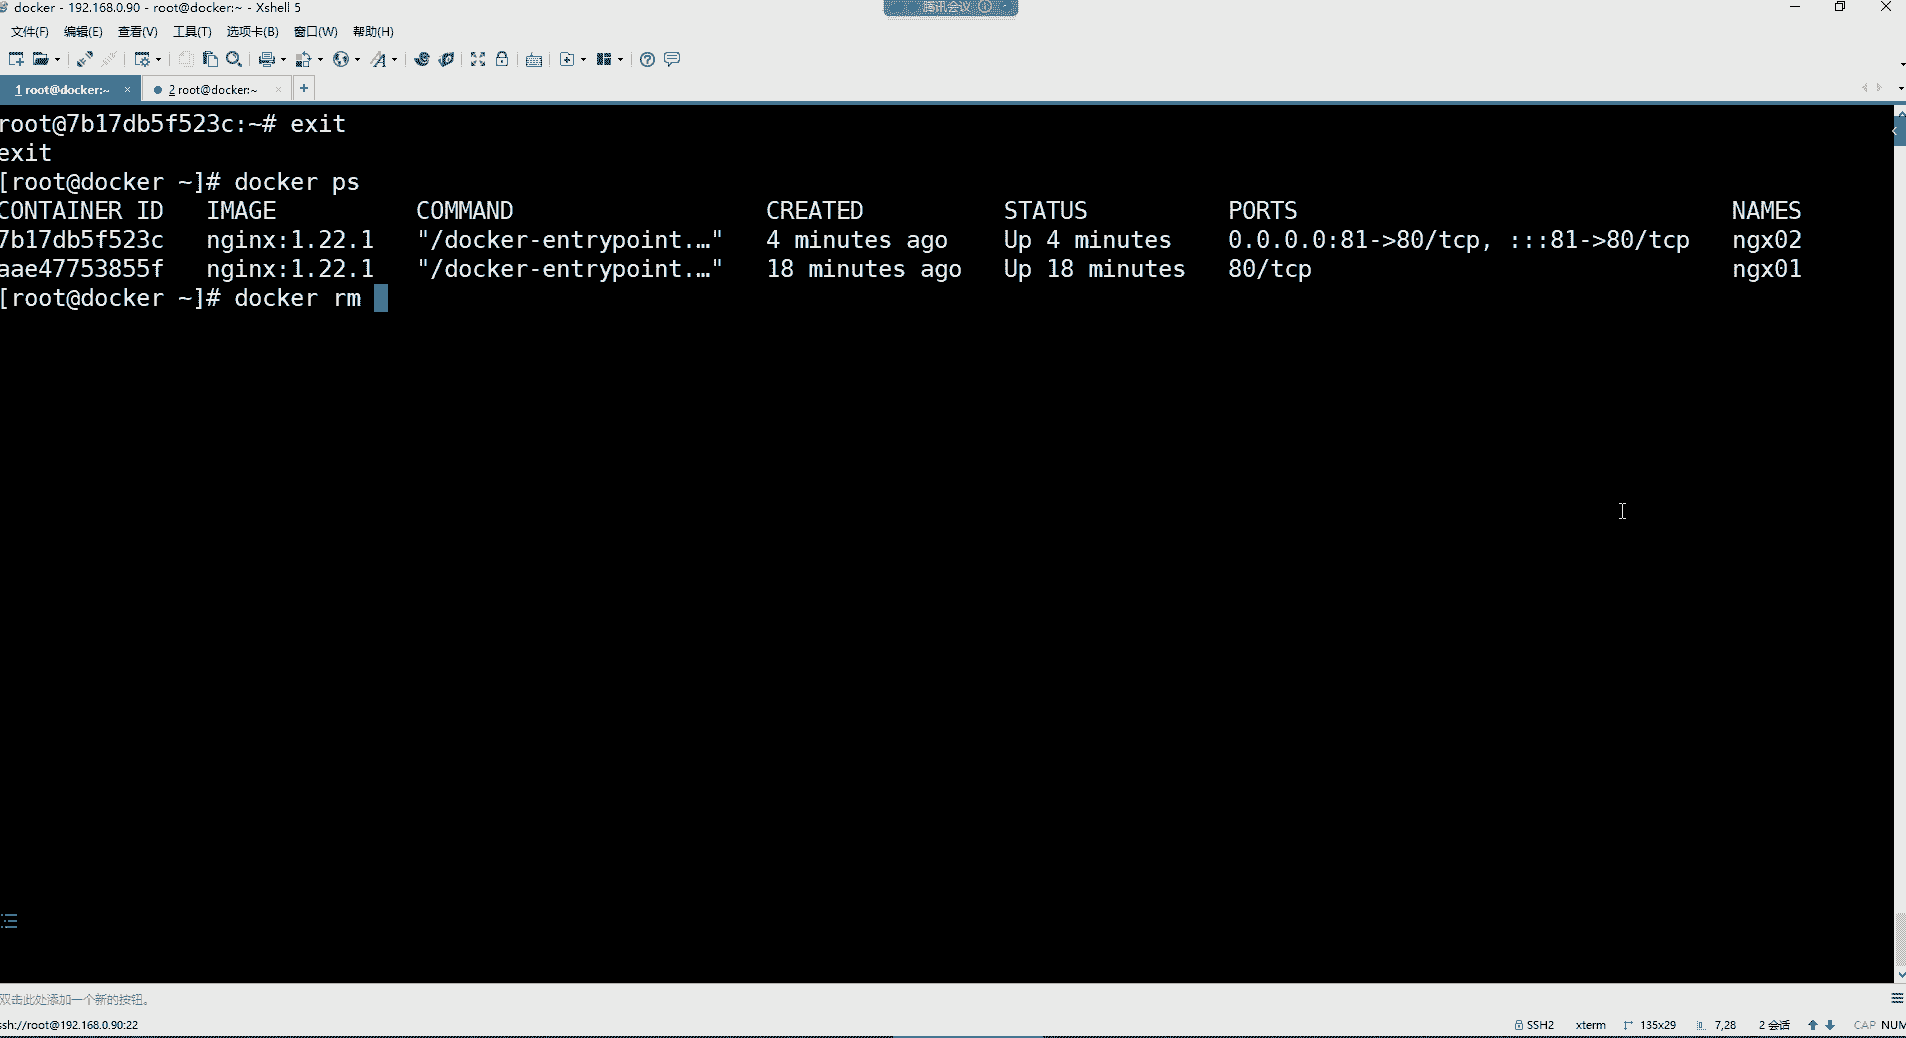 docker - 192.168.0.90 - root@docker:~ - Xshell 5
腾讯会议
文件(F) 编辑(E) 查看(V) 工具(T) 选项卡(B) 窗口(W) 帮助(H)
1 root@docker:~ × 2 root@docker:~ × +
root@7b17db5f523c:~# exit
exit
[root@docker ~]# docker ps
CONTAINER ID IMAGE COMMAND CREATED STATUS PORTS NAMES
7b17db5f523c nginx:1.22.1 "/docker-entrypoint.…" 4 minutes ago Up 4 minutes 0.0.0.0:81->80/tcp, :::81->80/tcp ngx02
aae47753855f nginx:1.22.1 "/docker-entrypoint.…" 18 minutes ago Up 18 minutes 80/tcp ngx01
[root@docker ~]# docker rm
双击此处添加一个新的按钮。
ssh://root@192.168.0.90:22 SSH2 xterm 135x29 7,28 2 会话 CAP NUM